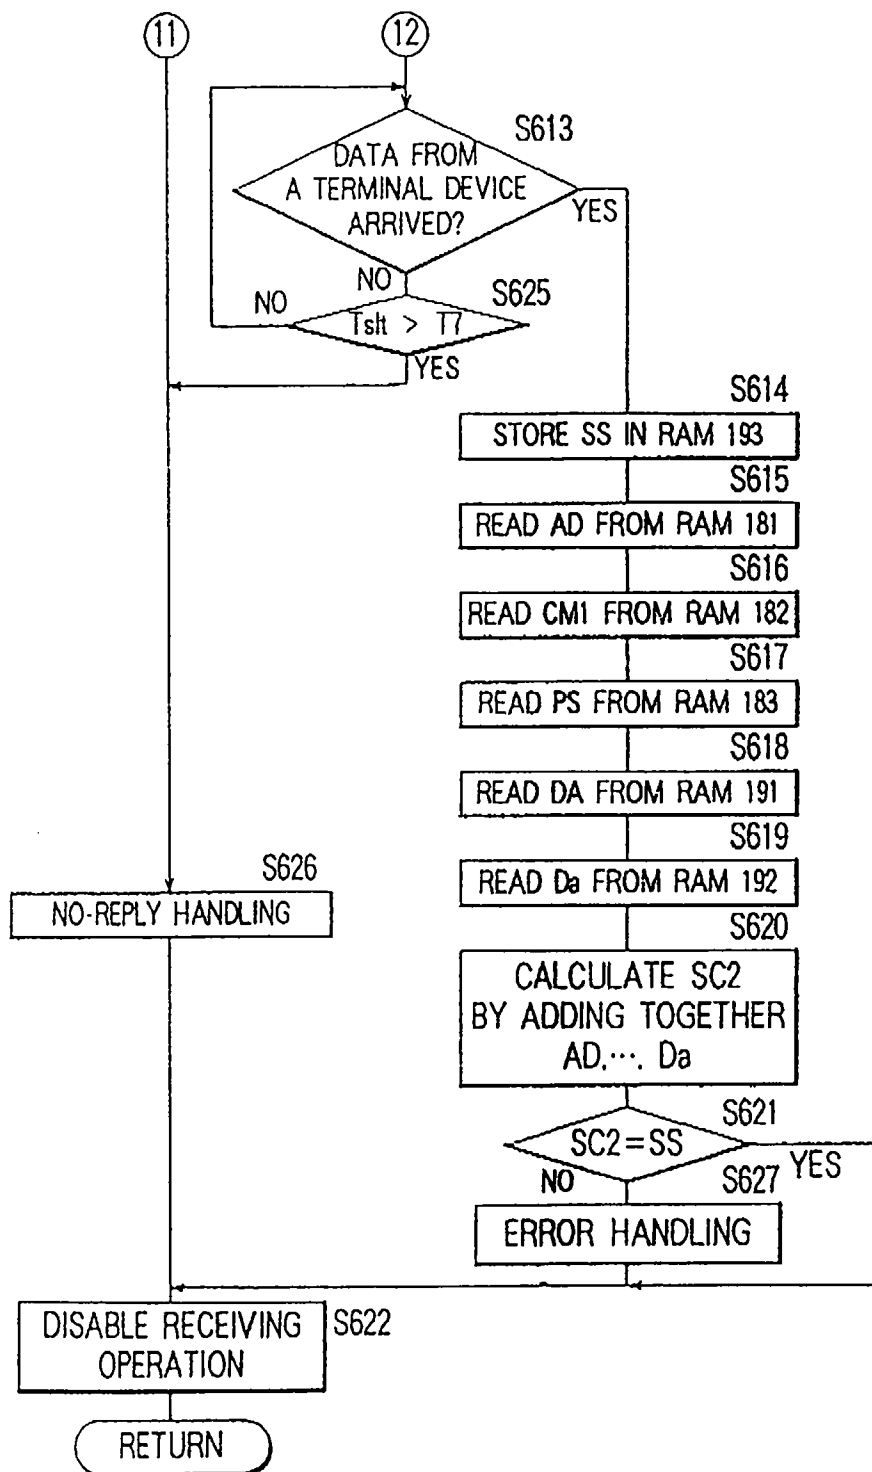 11
12
S613
DATA FROM
A TERMINAL DEVICE
ARRIVED?
YES
NO
S625
NO
Tslt > T7
YES
S614
STORE SS IN RAM 193
S615
READ AD FROM RAM 181
S616
READ CM1 FROM RAM 182
S617
READ PS FROM RAM 183
S618
READ DA FROM RAM 191
S619
READ Da FROM RAM 192
S626
NO-REPLY HANDLING
S620
CALCULATE SC2
BY ADDING TOGETHER
AD,···, Da
S621
SC2=SS
YES
NO
S627
ERROR HANDLING
DISABLE RECEIVING
OPERATION
S622
RETURN